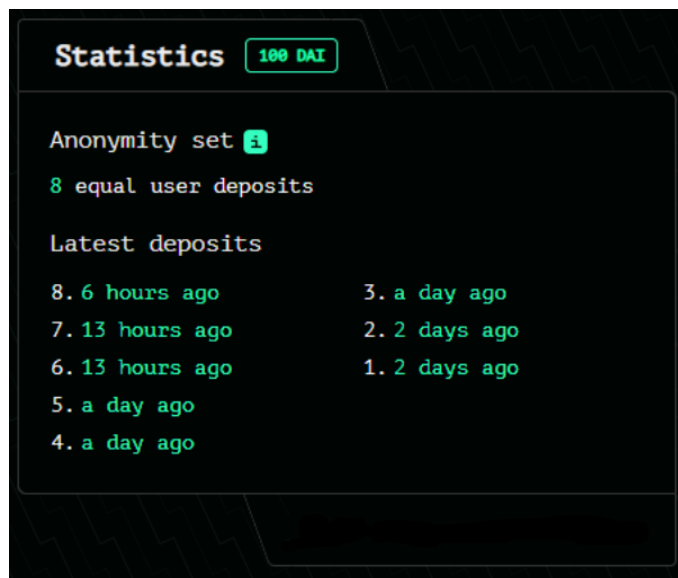 Statistics 100 DAI
Anonymity set i
8 equal user deposits
Latest deposits
8. 6 hours ago
7. 13 hours ago
6. 13 hours ago
5. a day ago
4. a day ago
3. a day ago
2. 2 days ago
1. 2 days ago